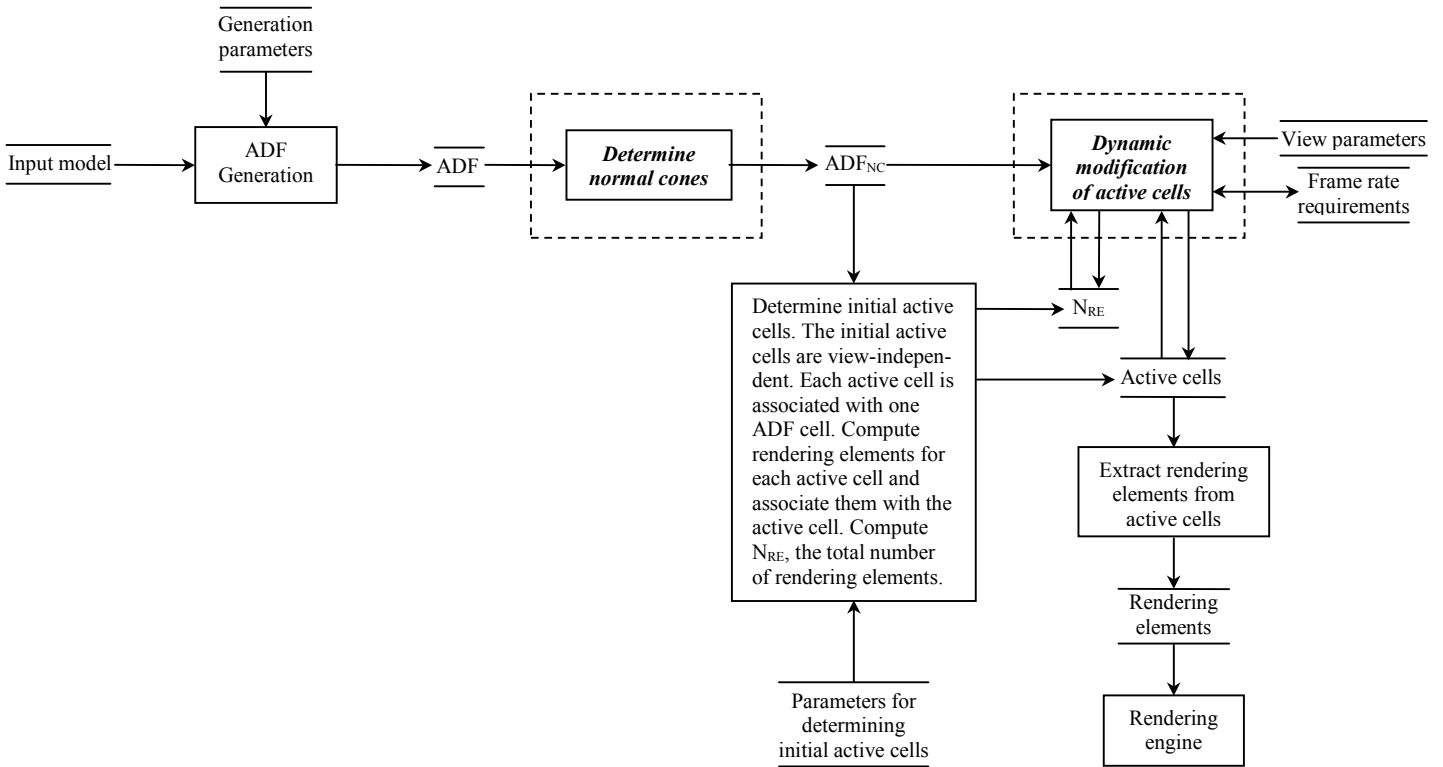 Generation
parameters
Input model
ADF
Generation
ADF
Determine
normal cones
ADFNC
Dynamic
modification
of active cells
View parameters
Frame rate
requirements
Determine initial active
cells. The initial active
cells are view-indepen-
dent. Each active cell is
associated with one
ADF cell. Compute
rendering elements for
each active cell and
associate them with the
active cell. Compute
NRE, the total number
of rendering elements.
NRE
Active cells
Extract rendering
elements from
active cells
Rendering
elements
Parameters for
determining
initial active cells
Rendering
engine